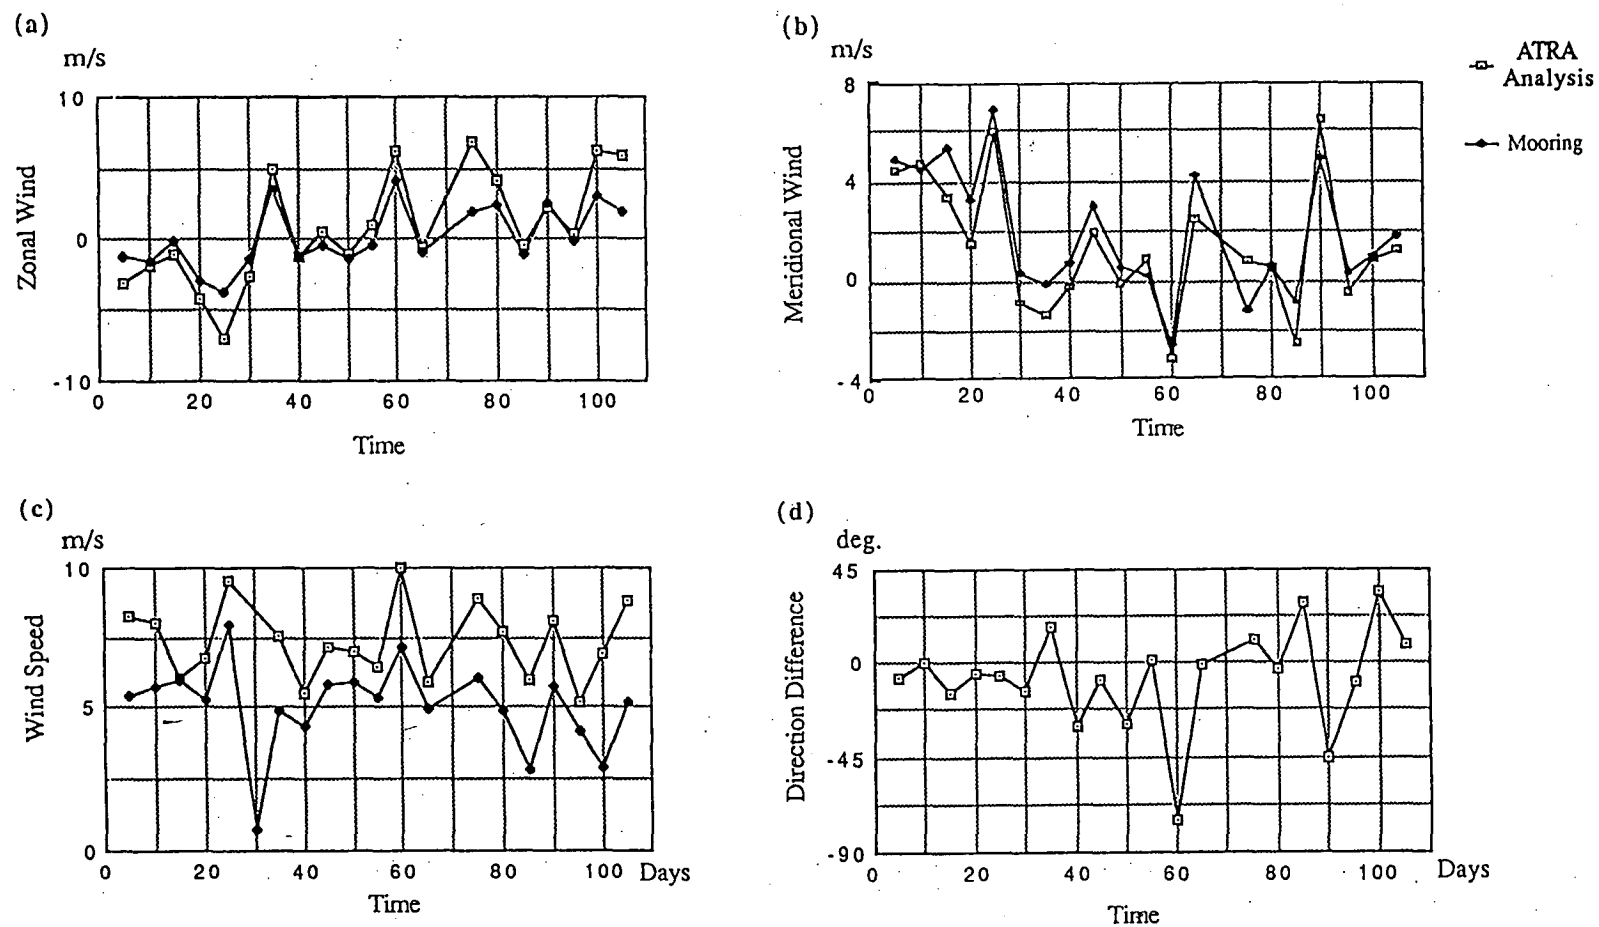 (a)
m/s
10
0
-10
Zonal Wind
0 20 40 60 80 100
Time
(b)
m/s
8
4
0
-4
Meridional Wind
0 20 40 60 80 100
Time
ATRA
Analysis
Mooring
(c)
m/s
10
5
0
Wind Speed
0 20 40 60 80 100 Days
Time
(d)
deg.
45
0
-45
-90
Direction Difference
0 20 40 60 80 100 Days
Time